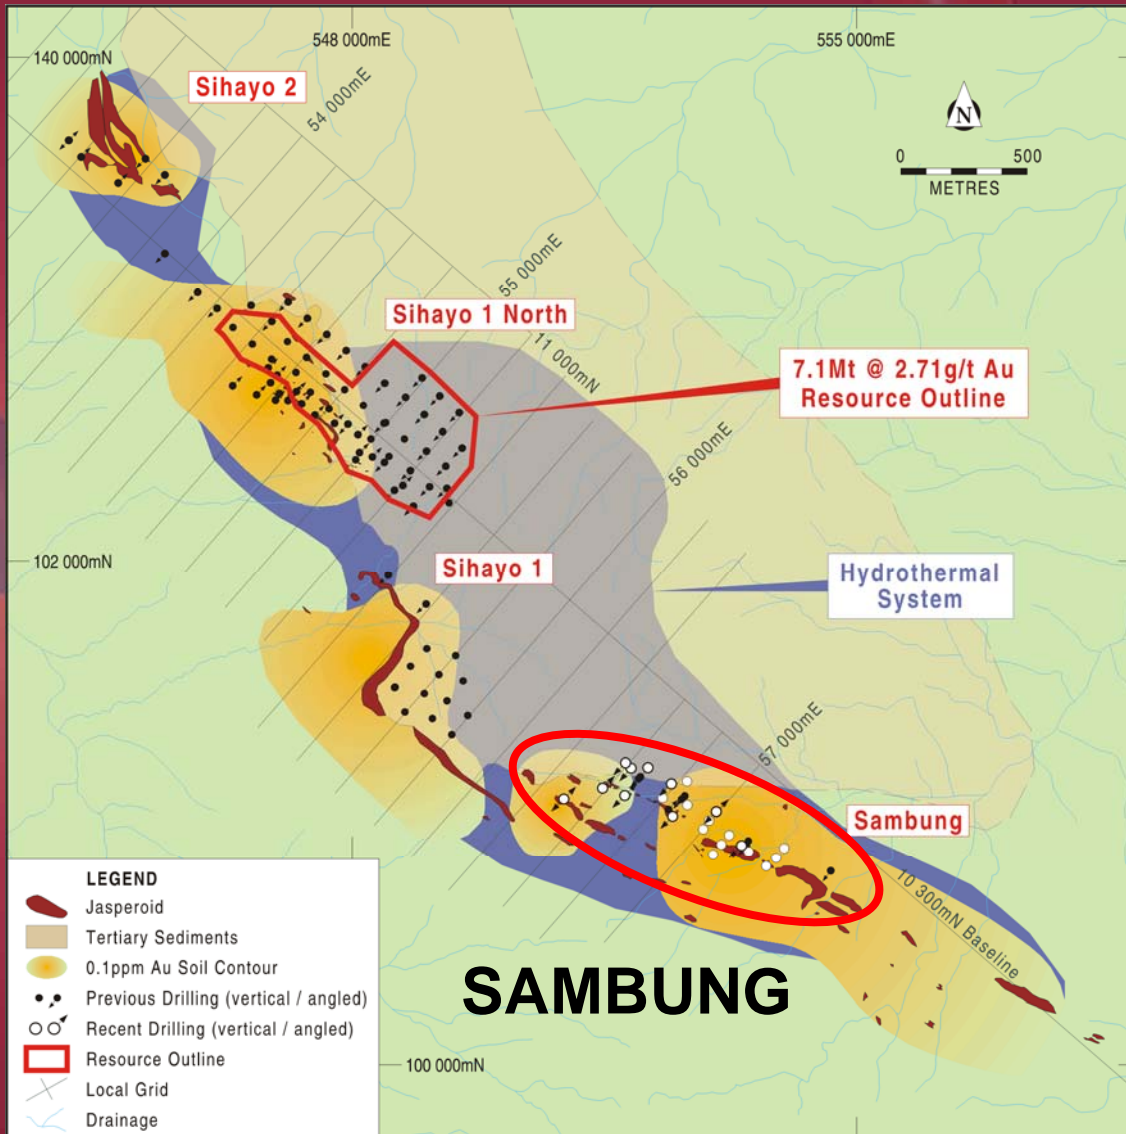 548 000mE
555 000mE
140 000mN
Sihayo 2
54 000mE
N
0 500
METRES
55 000mE
Sihayo 1 North
11 000mN
7.1Mt @ 2.71g/t Au
Resource Outline
56 000mE
102 000mN
Sihayo 1
Hydrothermal
System
57 000mE
Sambung
10 300mN Baseline
SAMBUNG
100 000mN
LEGEND
Jasperoid
Tertiary Sediments
0.1ppm Au Soil Contour
Previous Drilling (vertical / angled)
Recent Drilling (vertical / angled)
Resource Outline
Local Grid
Drainage